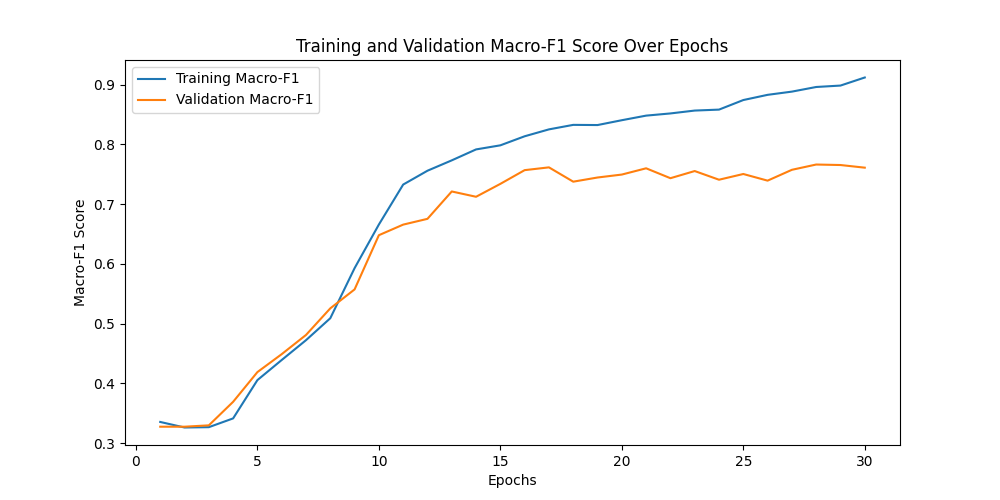 Training and Validation Macro-F1 Score Over Epochs
Training Macro-F1
Validation Macro-F1
Macro-F1 Score
0.9
0.8
0.7
0.6
0.5
0.4
0.3
0 5 10 15 20 25 30
Epochs